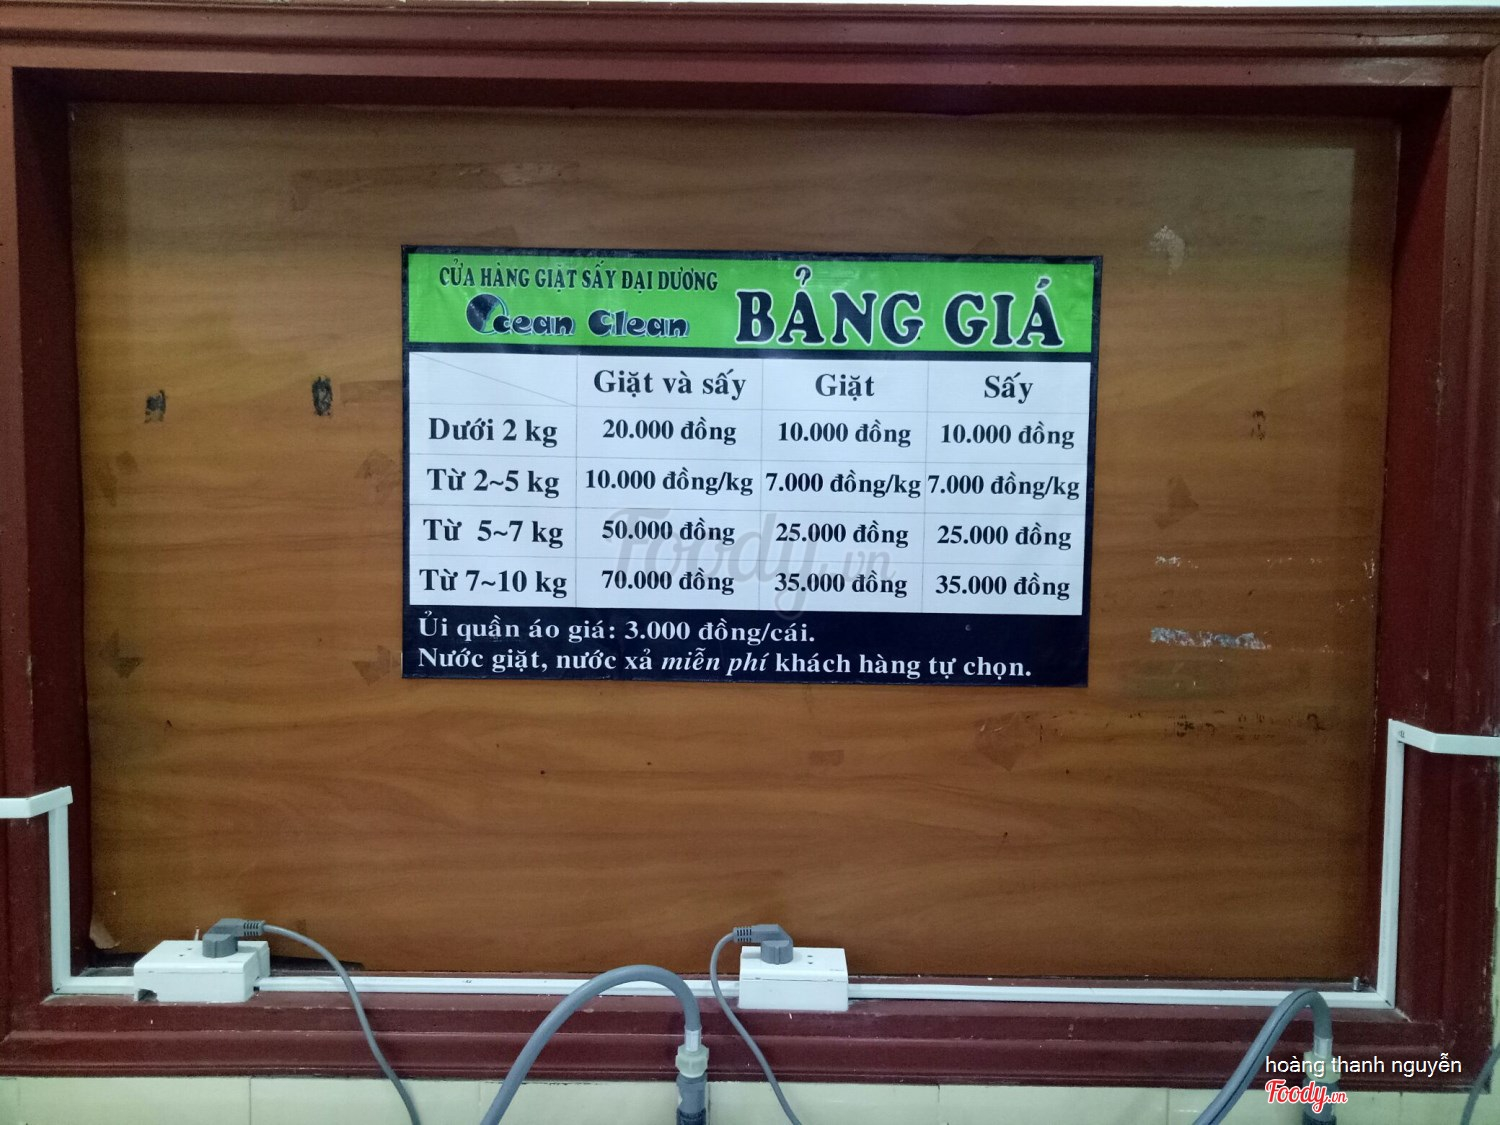 CỬA HÀNG GIẶT SẤY ĐẠI DƯƠNG
Ocean Clean
BẢNG GIÁ
Giặt và sấy Giặt Sấy
Dưới 2 kg 20.000 đồng 10.000 đồng 10.000 đồng
Từ 2~5 kg 10.000 đồng/kg 7.000 đồng/kg 7.000 đồng/kg
Từ 5~7 kg 50.000 đồng 25.000 đồng 25.000 đồng
Từ 7~10 kg 70.000 đồng 35.000 đồng 35.000 đồng
Ủi quần áo giá: 3.000 đồng/cái.
Nước giặt, nước xả miễn phí khách hàng tự chọn.
Foody.vn
hoàng thanh nguyễn
Foody.vn